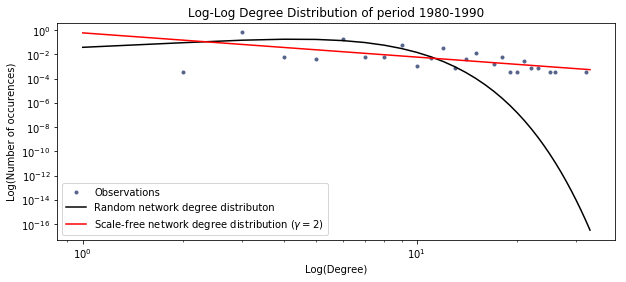 Log-Log Degree Distribution of period 1980-1990
Log(Number of occurences)
10^0
10^-2
10^-4
10^-6
10^-8
10^-10
10^-12
10^-14
10^-16
Observations
Random network degree distributon
Scale-free network degree distribution (γ = 2)
10^0
10^1
Log(Degree)